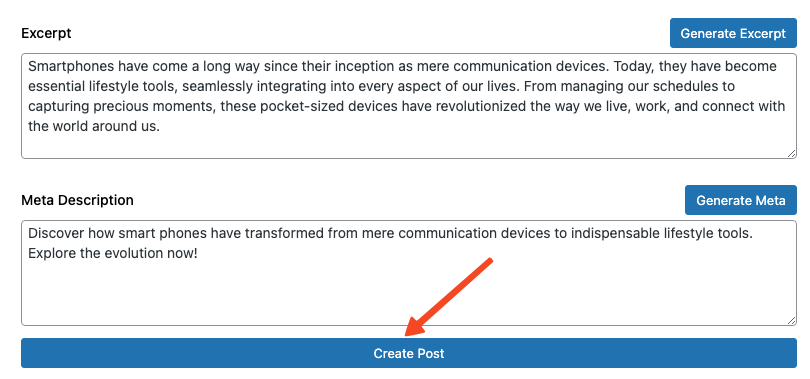 Excerpt
Generate Excerpt
Smartphones have come a long way since their inception as mere communication devices. Today, they have become
essential lifestyle tools, seamlessly integrating into every aspect of our lives. From managing our schedules to
capturing precious moments, these pocket-sized devices have revolutionized the way we live, work, and connect with
the world around us.
Meta Description
Generate Meta
Discover how smart phones have transformed from mere communication devices to indispensable lifestyle tools.
Explore the evolution now!
Create Post